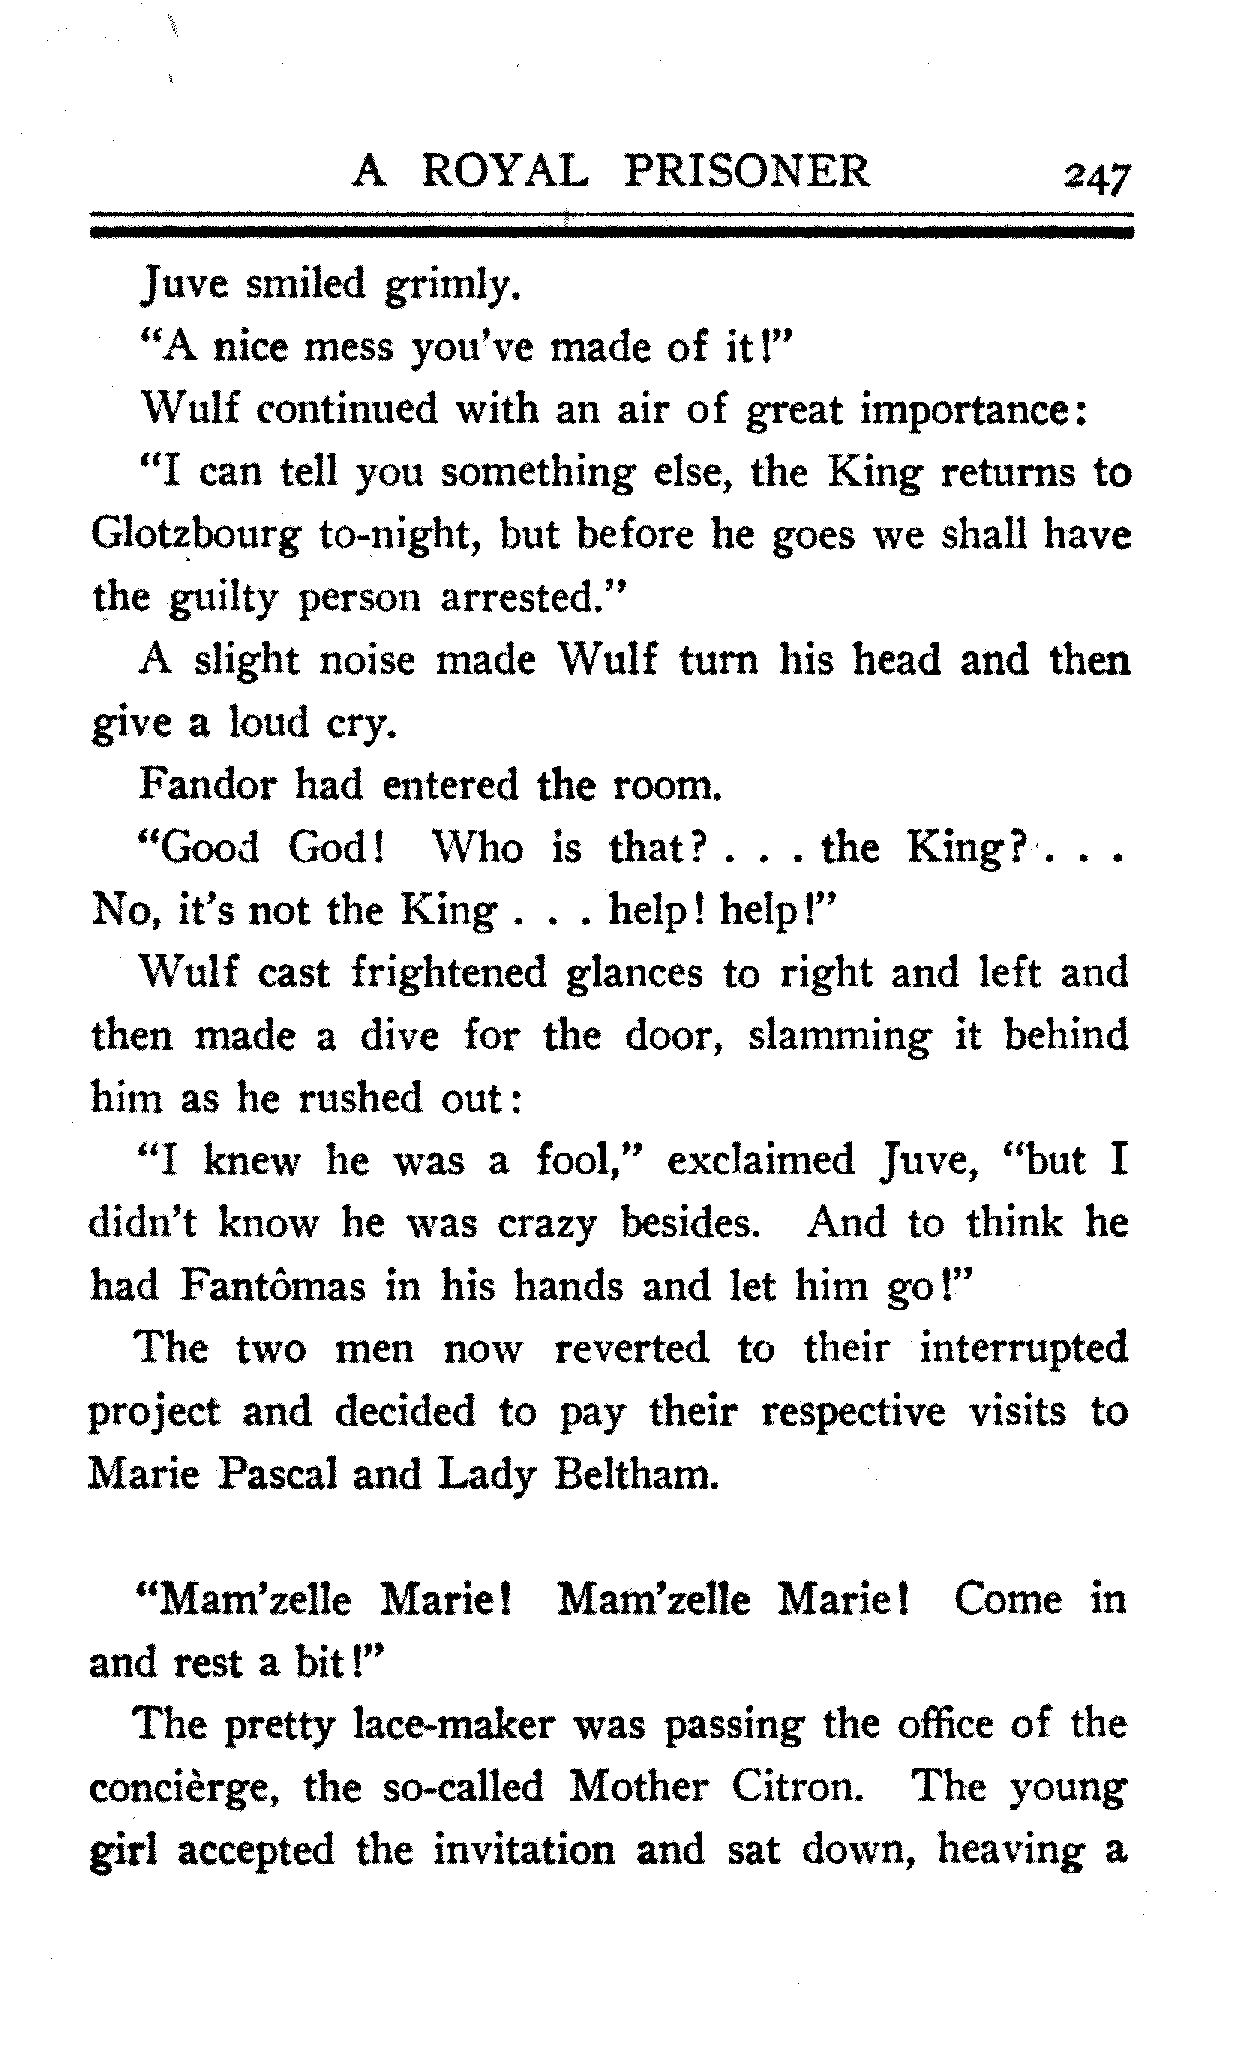 A ROYAL PRISONER 247
Juve smiled grimly.
“A nice mess you’ve made of it!”
Wulf continued with an air of great importance:
“I can tell you something else, the King returns to
Glotzbourg to-night, but before he goes we shall have
the guilty person arrested.”
A slight noise made Wulf turn his head and then
give a loud cry.
Fandor had entered the room.
“Good God! Who is that? . . . the King? . . .
No, it’s not the King . . . help! help!”
Wulf cast frightened glances to right and left and
then made a dive for the door, slamming it behind
him as he rushed out:
“I knew he was a fool,” exclaimed Juve, “but I
didn’t know he was crazy besides. And to think he
had Fantômas in his hands and let him go!”
The two men now reverted to their interrupted
project and decided to pay their respective visits to
Marie Pascal and Lady Beltham.
“Mam’zelle Marie! Mam’zelle Marie! Come in
and rest a bit!”
The pretty lace-maker was passing the office of the
concièrge, the so-called Mother Citron. The young
girl accepted the invitation and sat down, heaving a